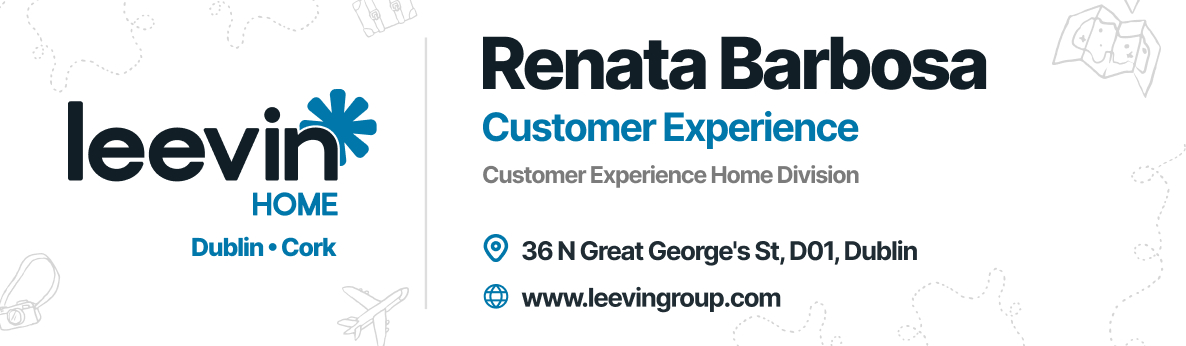 leevin
HOME
Dublin • Cork
Renata Barbosa
Customer Experience
Customer Experience Home Division
36 N Great George's St, D01, Dublin
www.leevingroup.com